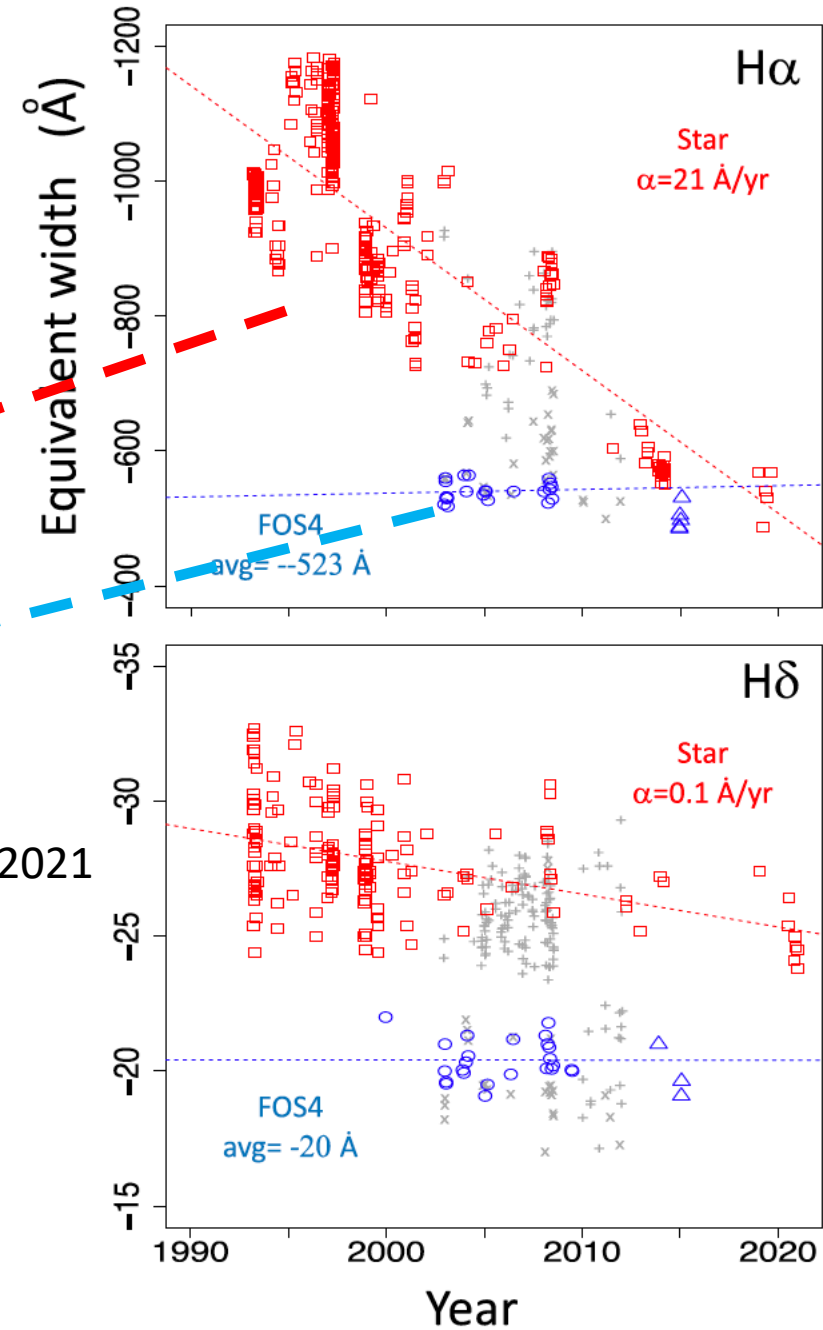 Hα
Star
α=21 Å/yr
Equivalent width (Å)
−1200
−1000
−800
−600
−400
FOS4
avg= --523 Å
Hδ
Star
α=0.1 Å/yr
2021
−35
−30
−25
−20
−15
FOS4
avg= -20 Å
1990
2000
2010
2020
Year